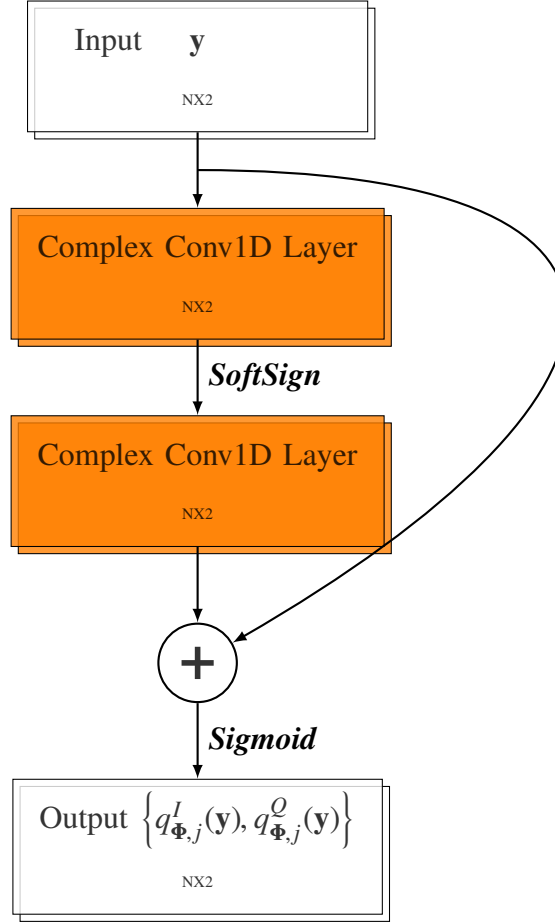 Input y
NX2
Complex Conv1D Layer
NX2
SoftSign
Complex Conv1D Layer
NX2
+
Sigmoid
Output {q^I_{Φ,j}(y), q^Q_{Φ,j}(y)}
NX2